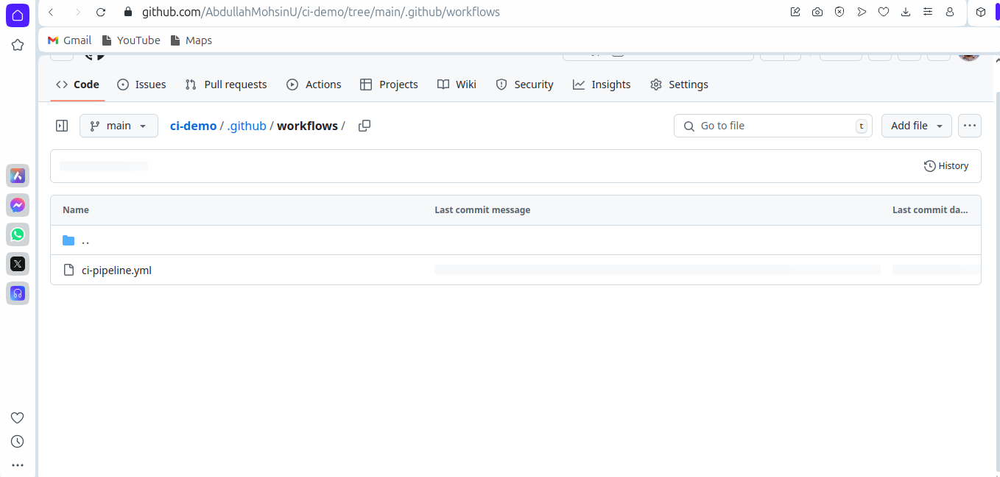 github.com/AbdullahMohsinU/ci-demo/tree/main/.github/workflows
Gmail YouTube Maps
Code Issues Pull requests Actions Projects Wiki Security Insights Settings
main ci-demo / .github / workflows / Go to file t Add file
History
Name Last commit message Last commit da...
..
ci-pipeline.yml